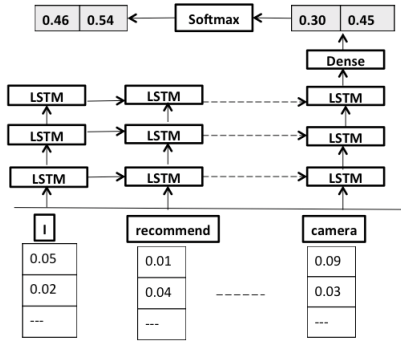 0.46 0.54 Softmax 0.30 0.45
Dense
LSTM LSTM LSTM
LSTM LSTM LSTM
LSTM LSTM LSTM
I recommend camera
0.05 0.01 0.09
0.02 0.04 0.03
--- --- ---